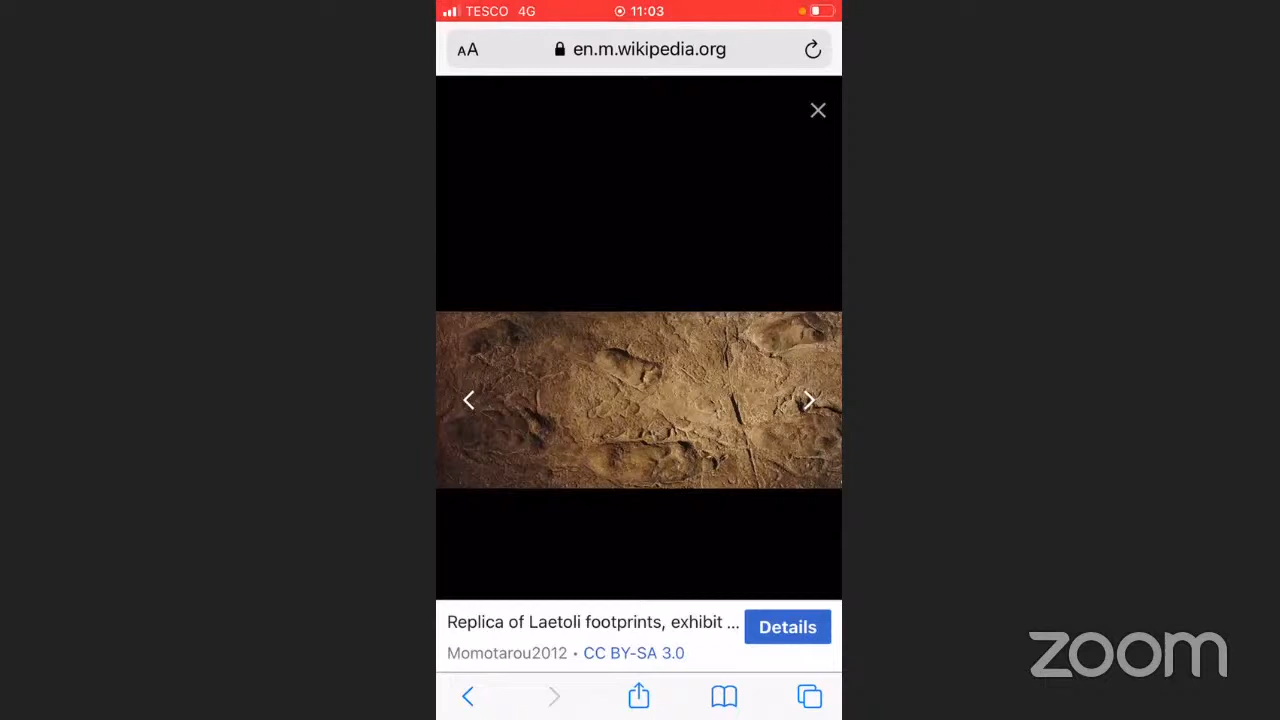 TESCO 4G 11:03
AA en.m.wikipedia.org
Replica of Laetoli footprints, exhibit ...
Details
Momotarou2012 • CC BY-SA 3.0
zoom